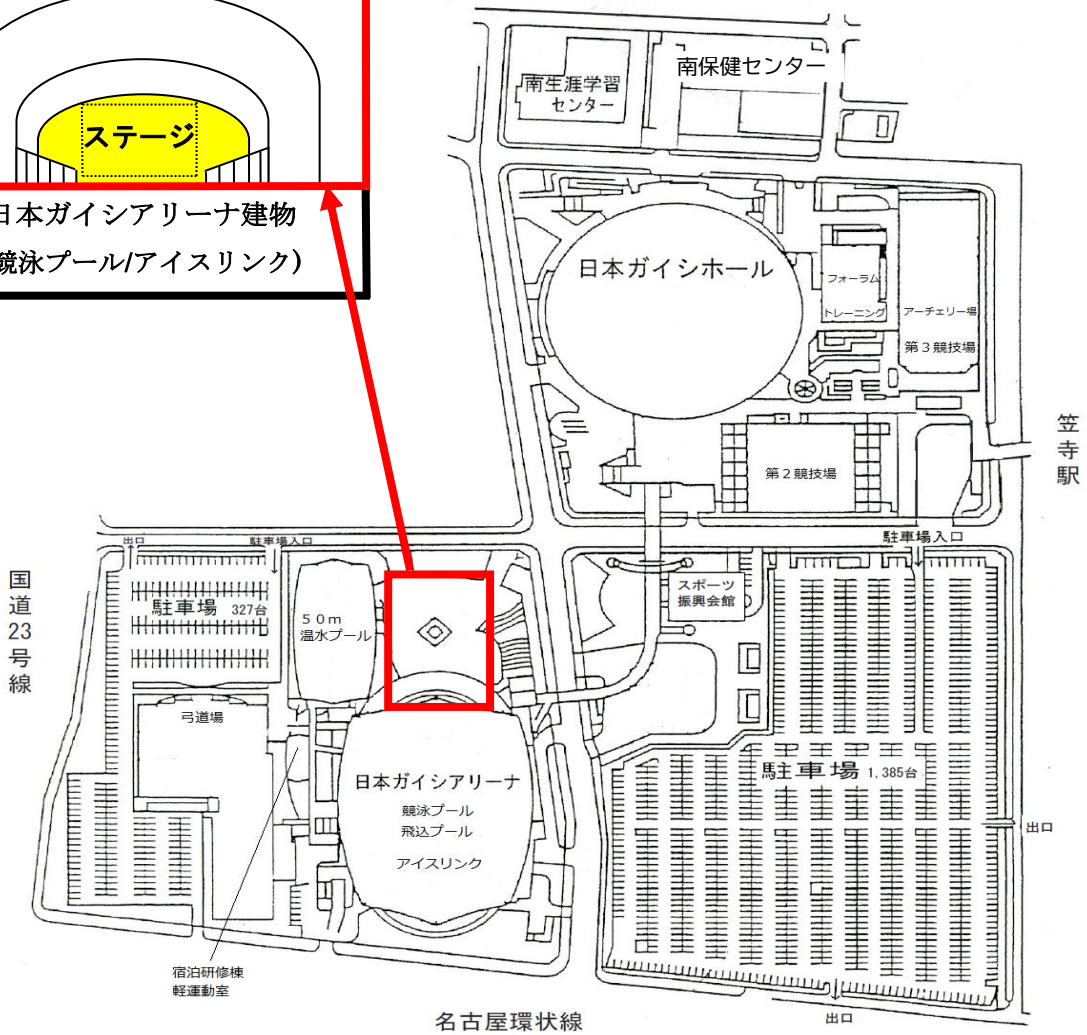 ステージ
日本ガイシアリーナ建物
競泳プール/アイスリンク)
南生涯学習
センター
南保健センター
日本ガイシホール
フォーラム
トレーニング
アーチェリー場
第3競技場
第2競技場
笠寺駅
出口
駐車場入口
駐車場 327台
50m
温水プール
スポーツ
振興会館
駐車場入口
国道23号線
弓道場
日本ガイシアリーナ
競泳プール
飛込プール
アイスリンク
駐車場 1,385台
出口
宿泊研修棟
軽運動室
名古屋環状線
出口